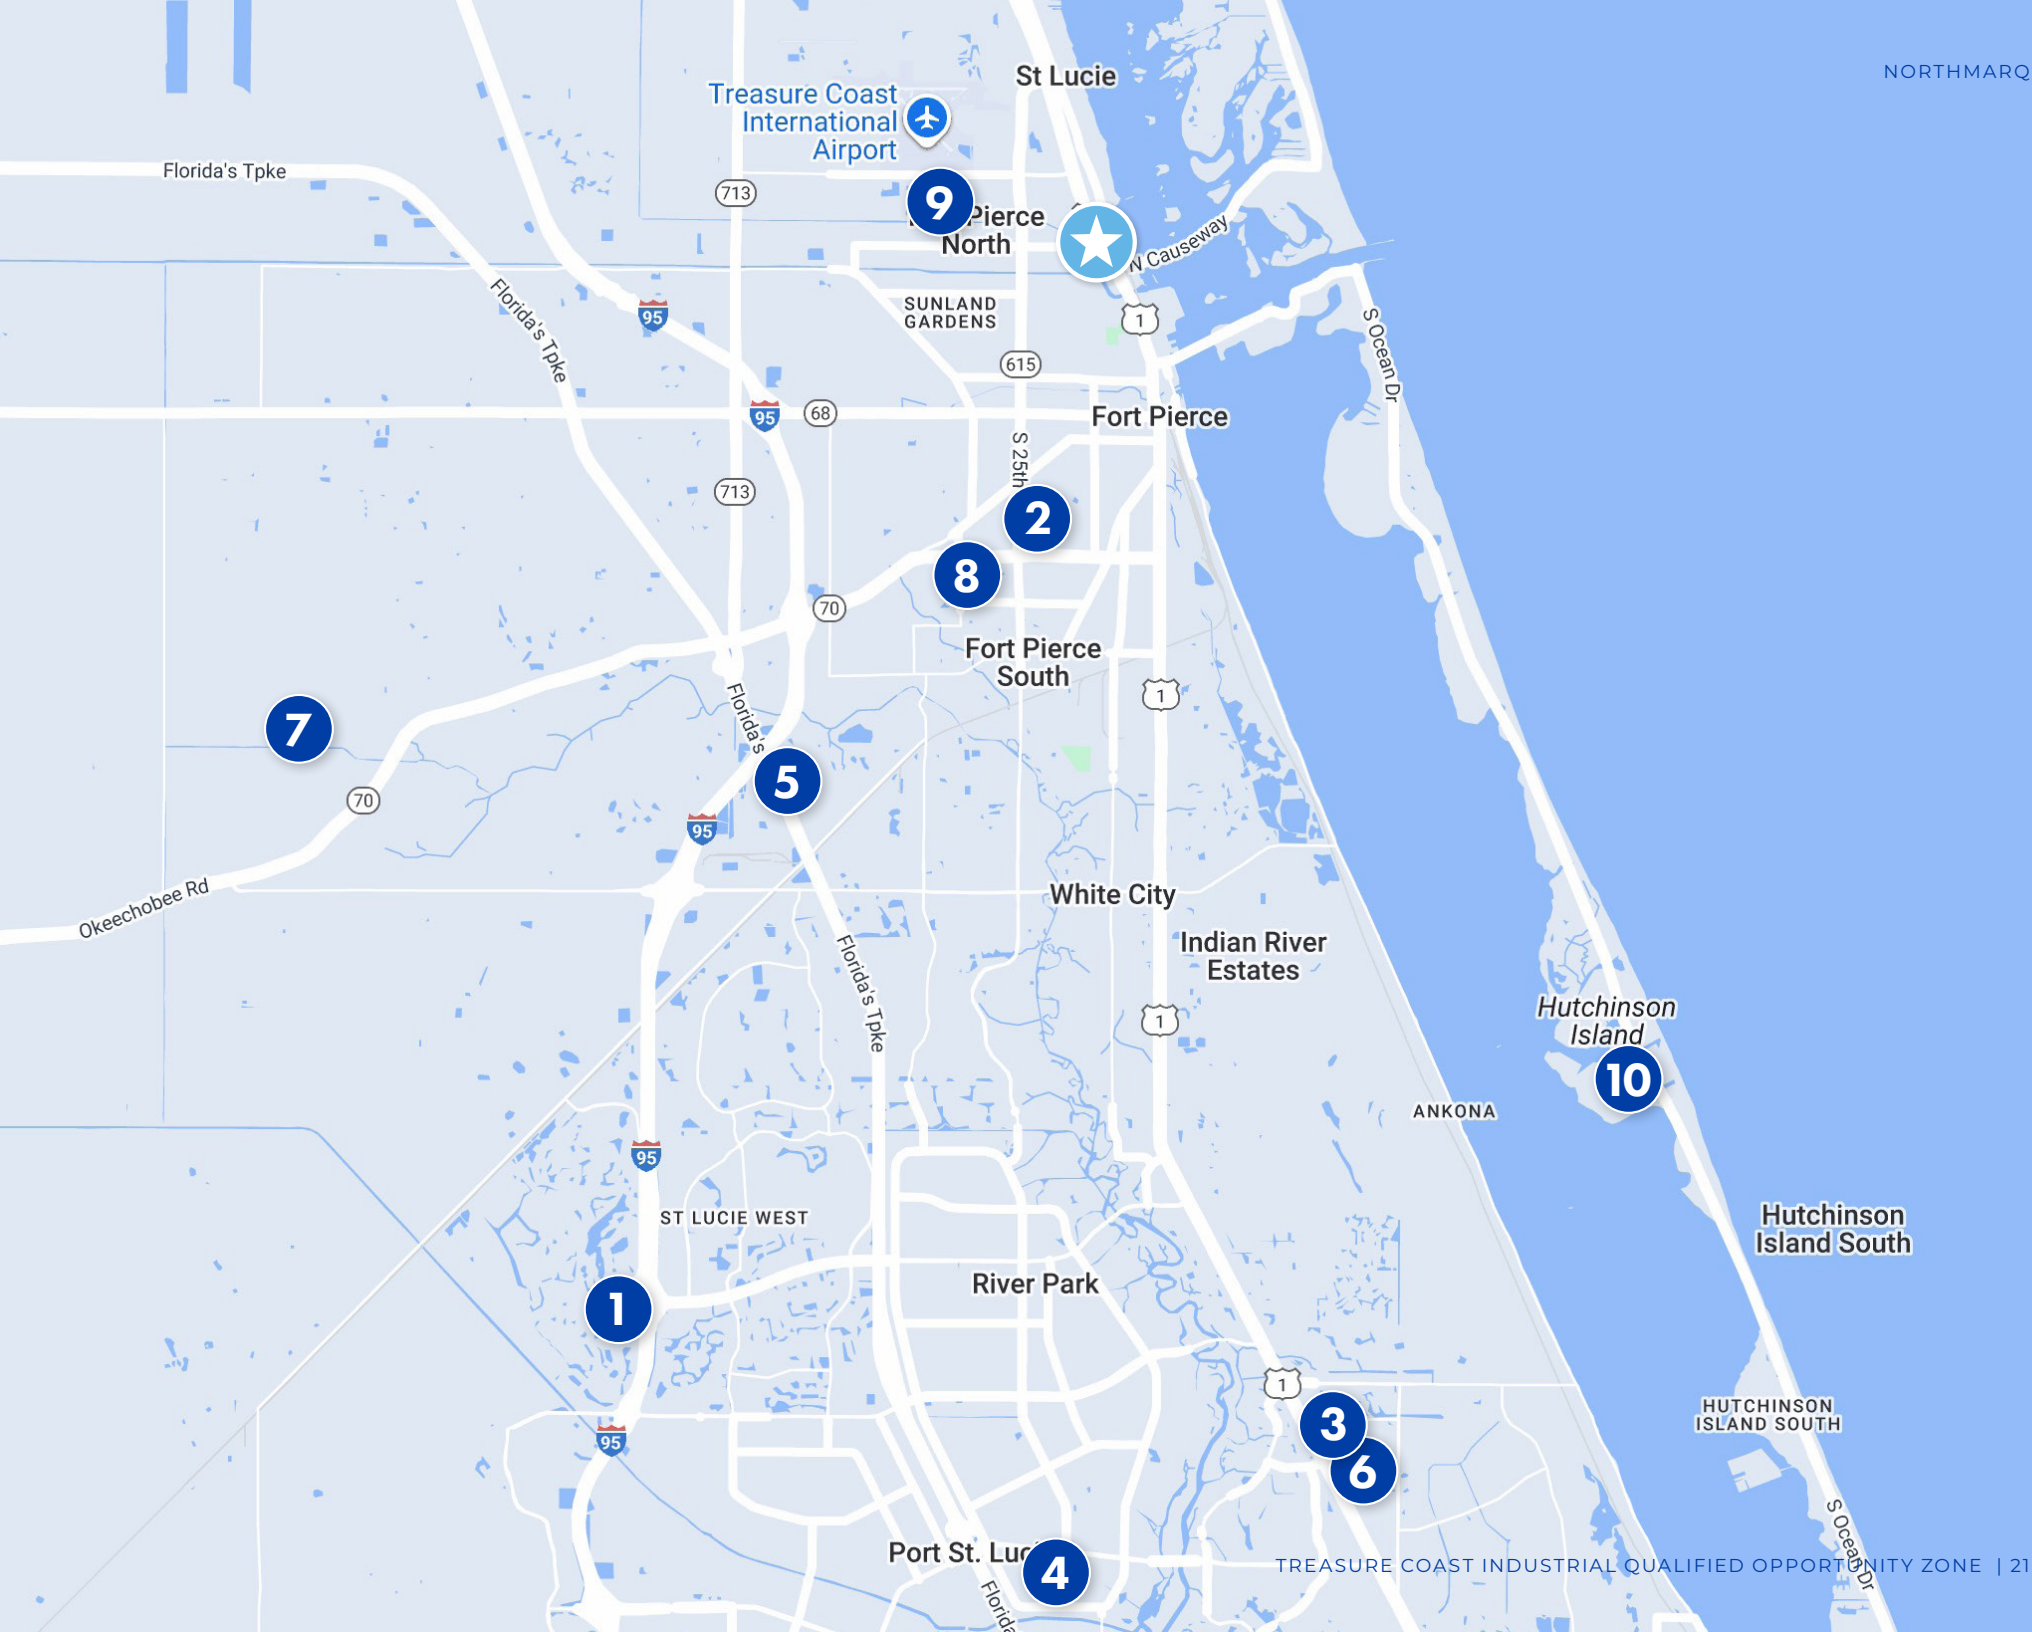 St Lucie
NORTHMARQ
Treasure Coast
International
Airport
Florida's Tpke
713
9
Pierce
North
N Causeway
Florida's Tpke
SUNLAND
GARDENS
95
1
S Ocean Dr
615
95
68
Fort Pierce
S 25th
713
2
8
70
Fort Pierce
South
Florida's
1
7
5
70
95
Okeechobee Rd
White City
Indian River
Estates
Florida's Tpke
Hutchinson
Island
1
10
ANKONA
95
ST LUCIE WEST
Hutchinson
Island South
River Park
1
1
3
HUTCHINSON
ISLAND SOUTH
95
6
S Ocean Dr
Port St. Luc
4
TREASURE COAST INDUSTRIAL QUALIFIED OPPORTUNITY ZONE | 21
Florida